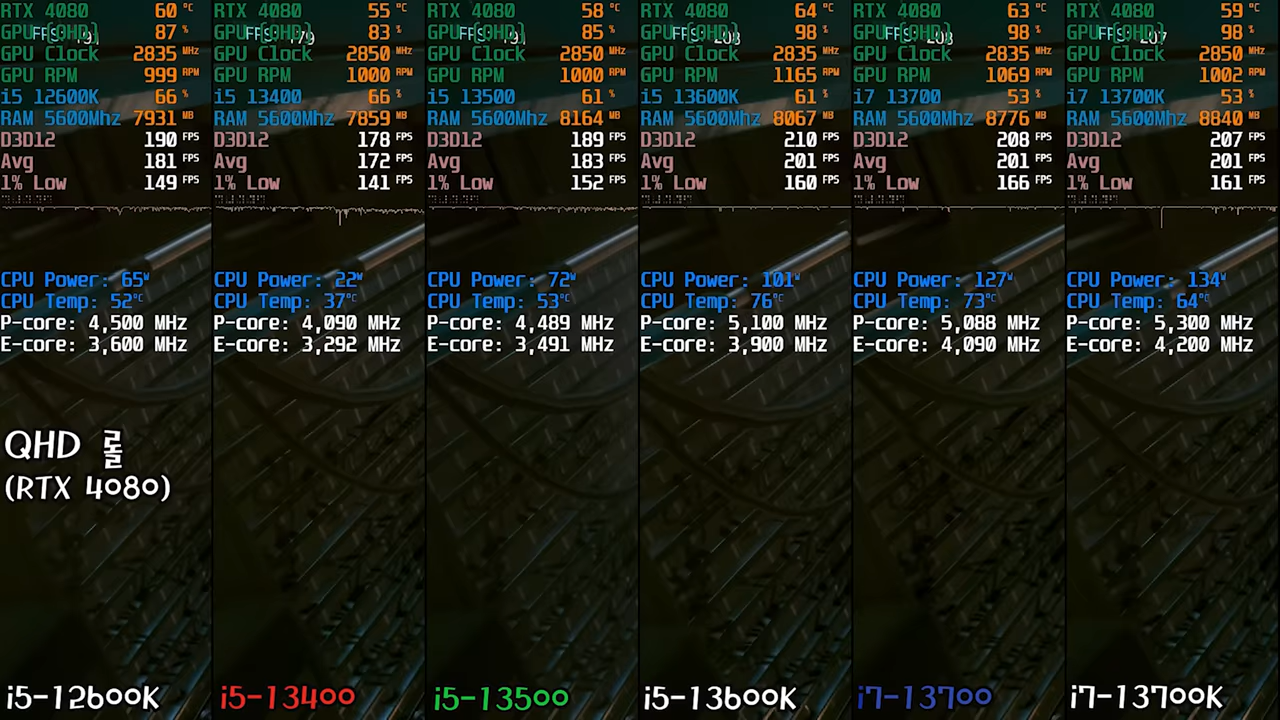 RTX 4080 60 °C
GPU (QHD) 87 %
GPU Clock 2835 MHz
GPU RPM 999 RPM
i5 12600K 66 %
RAM 5600Mhz 7931 MB
D3D12 190 FPS
Avg 181 FPS
1% Low 149 FPS
CPU Power: 65W
CPU Temp: 52°C
P-core: 4,500 MHz
E-core: 3,600 MHz
QHD 롤
(RTX 4080)
i5-12600K
RTX 4080 55 °C
GPU (QHD) 83 %
GPU Clock 2850 MHz
GPU RPM 1000 RPM
i5 13400 66 %
RAM 5600Mhz 7859 MB
D3D12 178 FPS
Avg 172 FPS
1% Low 141 FPS
CPU Power: 22W
CPU Temp: 37°C
P-core: 4,090 MHz
E-core: 3,292 MHz
i5-13400
RTX 4080 58 °C
GPU (QHD) 85 %
GPU Clock 2850 MHz
GPU RPM 1000 RPM
i5 13500 61 %
RAM 5600Mhz 8164 MB
D3D12 189 FPS
Avg 183 FPS
1% Low 152 FPS
CPU Power: 72W
CPU Temp: 53°C
P-core: 4,489 MHz
E-core: 3,491 MHz
i5-13500
RTX 4080 64 °C
GPU (QHD) 98 %
GPU Clock 2835 MHz
GPU RPM 1165 RPM
i5 13600K 61 %
RAM 5600Mhz 8067 MB
D3D12 210 FPS
Avg 201 FPS
1% Low 160 FPS
CPU Power: 101W
CPU Temp: 76°C
P-core: 5,100 MHz
E-core: 3,900 MHz
i5-13600K
RTX 4080 63 °C
GPU (QHD) 98 %
GPU Clock 2835 MHz
GPU RPM 1069 RPM
i7 13700 53 %
RAM 5600Mhz 8776 MB
D3D12 208 FPS
Avg 201 FPS
1% Low 166 FPS
CPU Power: 127W
CPU Temp: 73°C
P-core: 5,088 MHz
E-core: 4,090 MHz
i7-13700
RTX 4080 59 °C
GPU (QHD) 98 %
GPU Clock 2850 MHz
GPU RPM 1002 RPM
i7 13700K 53 %
RAM 5600Mhz 8840 MB
D3D12 207 FPS
Avg 201 FPS
1% Low 161 FPS
CPU Power: 134W
CPU Temp: 64°C
P-core: 5,300 MHz
E-core: 4,200 MHz
i7-13700K